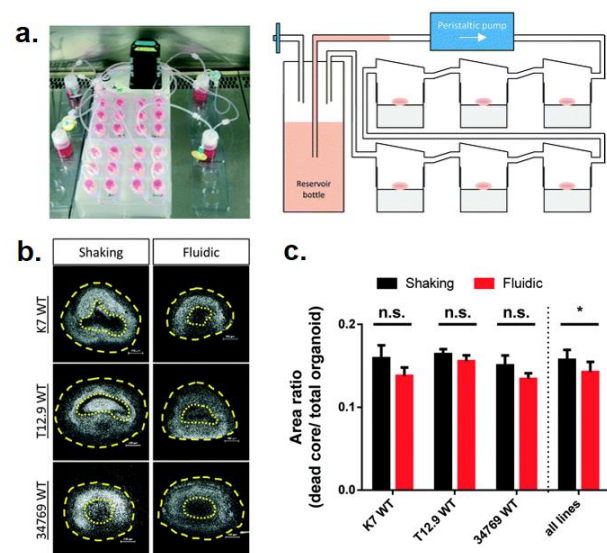 a.
Peristaltic pump
Reservoir
bottle
b.
Shaking
Fluidic
K7 WT
T12.9 WT
34769 WT
c.
Shaking
Fluidic
n.s.
n.s.
n.s.
*
Area ratio
(dead core/ total organoid)
0.2
0.1
0.0
K7 WT
T12.9 WT
34769 WT
all lines